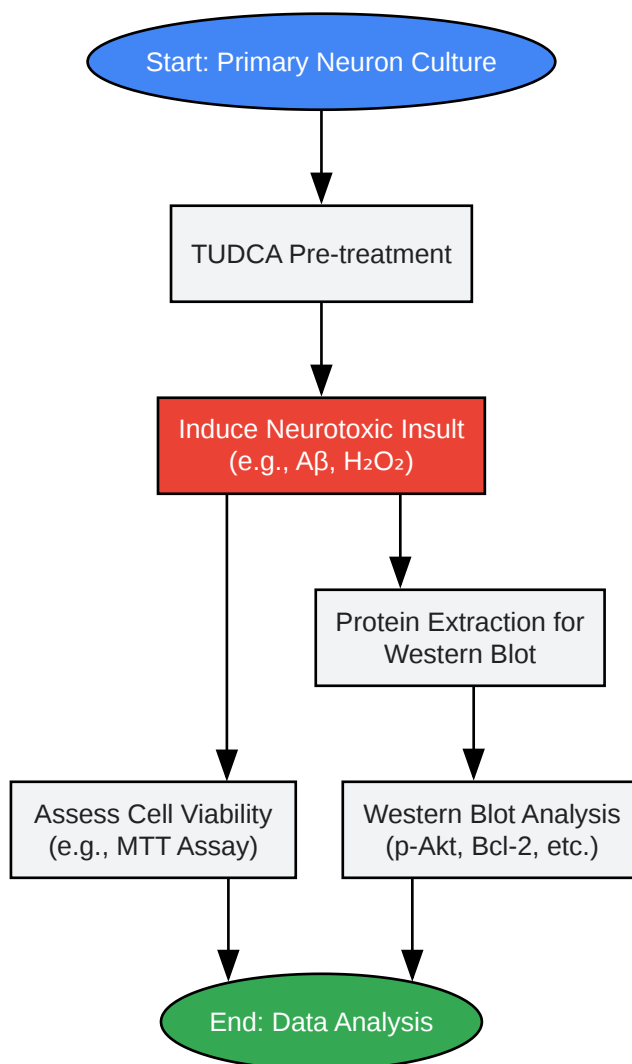 Start: Primary Neuron Culture
TUDCA Pre-treatment
Induce Neurotoxic Insult
(e.g., Aβ, H₂O₂)
Protein Extraction for
Western Blot
Assess Cell Viability
(e.g., MTT Assay)
Western Blot Analysis
(p-Akt, Bcl-2, etc.)
End: Data Analysis